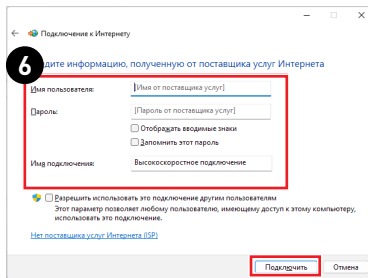 Подключение к Интернету
6
дите информацию, полученную от поставщика услуг Интернета
Имя пользователя: [Имя от поставщика услуг]
Пароль: [Пароль от поставщика услуг]
Отображать вводимые знаки
Запомнить этот пароль
Имя подключения: Высокоскоростное подключение
Разрешить использовать это подключение другим пользователям
Этот параметр позволяет любому пользователю, имеющему доступ к этому компьютеру,
использовать это подключение.
Нет поставщика услуг Интернета (ISP)
Подключить Отмена